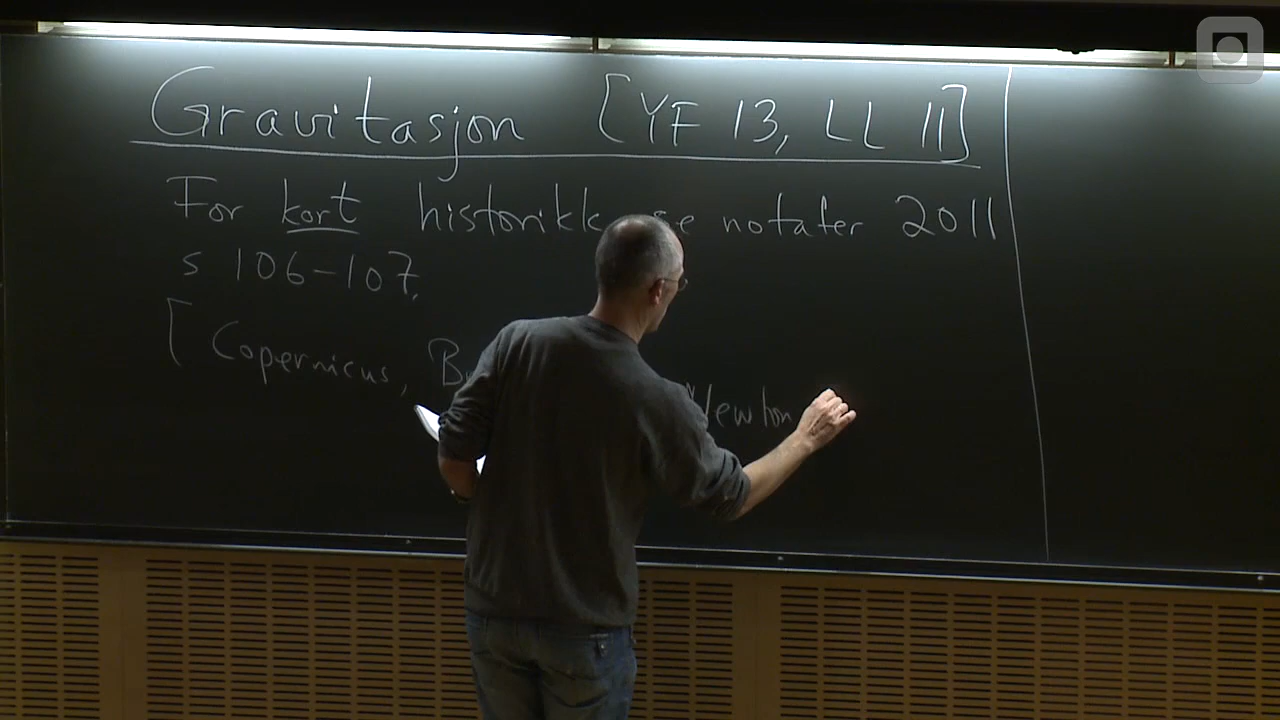 Gravitasjon [YF 13, LL 11]
For kort historikk se notater 2011
s 106-107.
[Copernicus, Newton